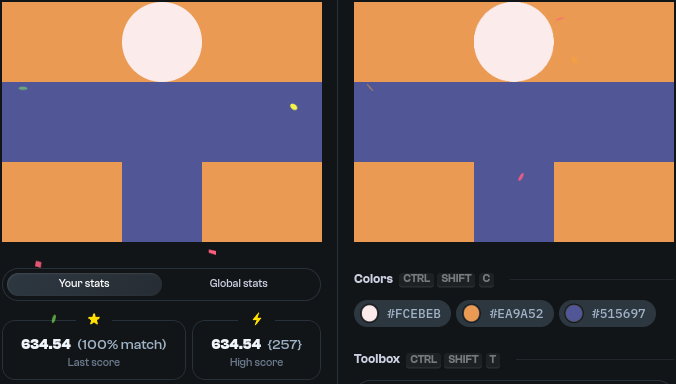 Your stats
Global stats
634.54 (100% match)
Last score
634.54 {257}
High score
Colors CTRL SHIFT C
#FCEBEB #EA9A52 #515697
Toolbox CTRL SHIFT T